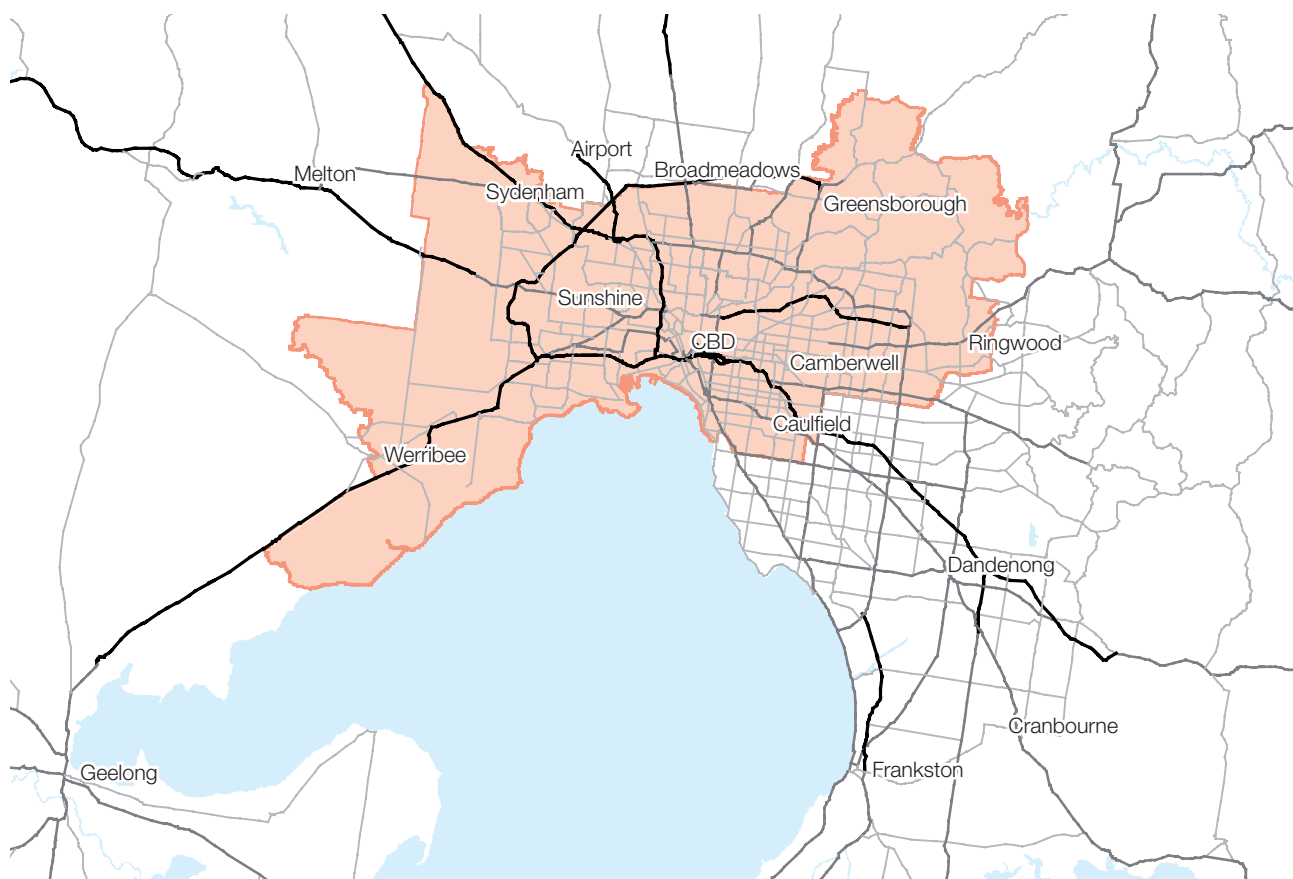 Airport
Broadmeadows
Melton
Sydenham
Greensborough
Sunshine
CBD
Ringwood
Camberwell
Caulfield
Werribee
Dandenong
Cranbourne
Frankston
Geelong